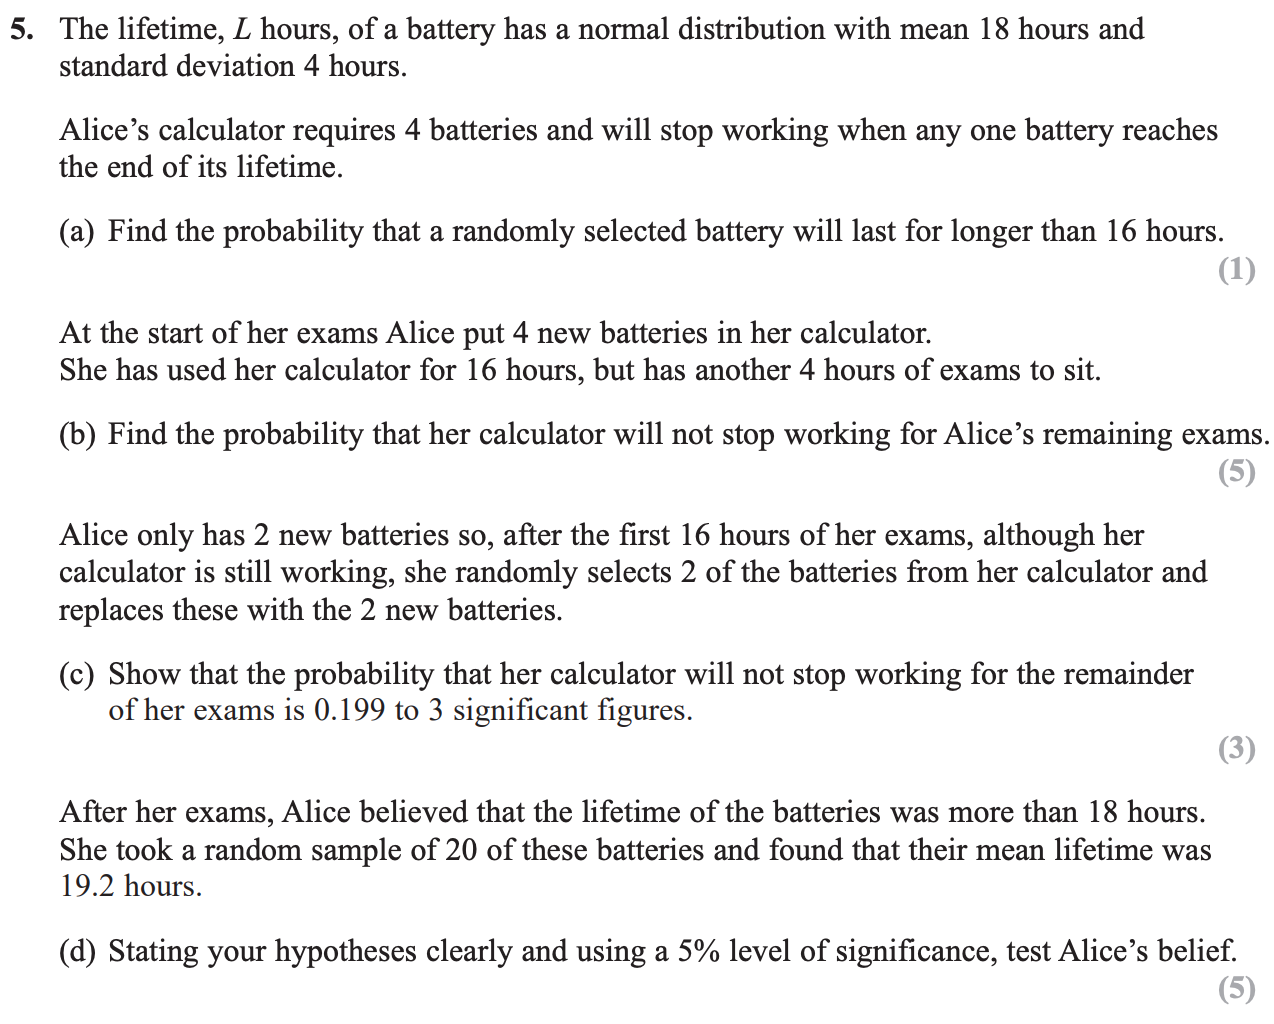 5. The lifetime, L hours, of a battery has a normal distribution with mean 18 hours and
standard deviation 4 hours.
Alice’s calculator requires 4 batteries and will stop working when any one battery reaches
the end of its lifetime.
(a) Find the probability that a randomly selected battery will last for longer than 16 hours.
(1)
At the start of her exams Alice put 4 new batteries in her calculator.
She has used her calculator for 16 hours, but has another 4 hours of exams to sit.
(b) Find the probability that her calculator will not stop working for Alice’s remaining exams.
(5)
Alice only has 2 new batteries so, after the first 16 hours of her exams, although her
calculator is still working, she randomly selects 2 of the batteries from her calculator and
replaces these with the 2 new batteries.
(c) Show that the probability that her calculator will not stop working for the remainder
of her exams is 0.199 to 3 significant figures.
(3)
After her exams, Alice believed that the lifetime of the batteries was more than 18 hours.
She took a random sample of 20 of these batteries and found that their mean lifetime was
19.2 hours.
(d) Stating your hypotheses clearly and using a 5% level of significance, test Alice’s belief.
(5)